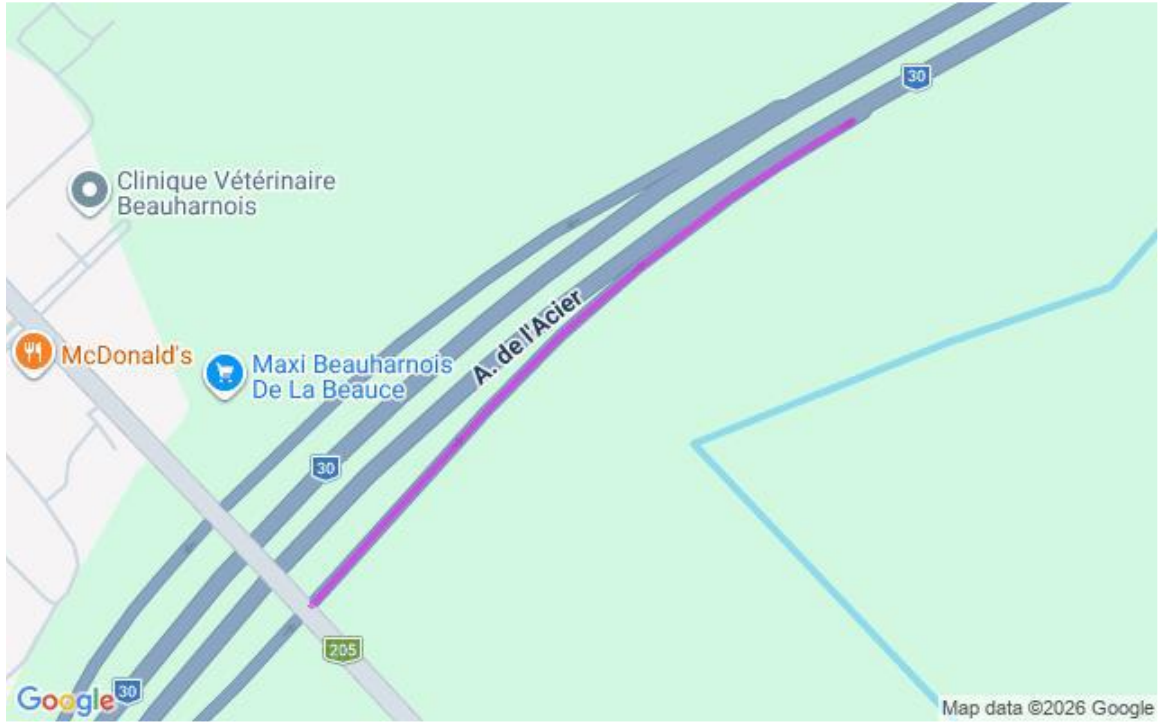 30
Clinique Vétérinaire
Beauharnois
A. de l'Acier
McDonald's
Maxi Beauharnois
De La Beauce
30
205
Google
30
Map data ©2026 Google